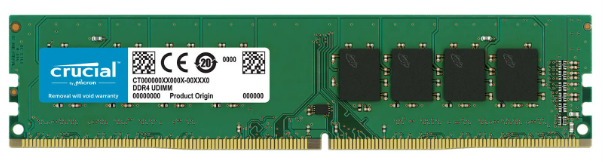 crucial
by Micron
Removal will void warranty
CE
20
0000
CT000000XX000X-00XXX0
DDR4 UDIMM
00000000 Product Origin 000000